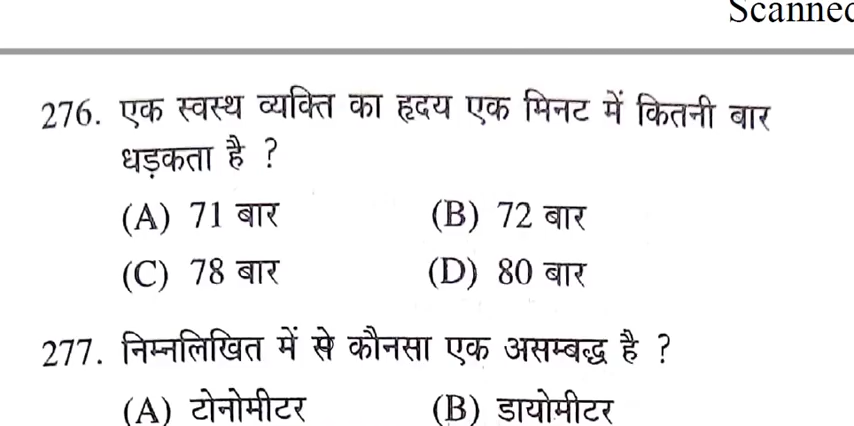 Scanned
276. एक स्वस्थ व्यक्ति का हृदय एक मिनट में कितनी बार
धड़कता है ?
(A) 71 बार (B) 72 बार
(C) 78 बार (D) 80 बार
277. निम्नलिखित में से कौनसा एक असम्बद्ध है ?
(A) टोनोमीटर (B) डायोमीटर